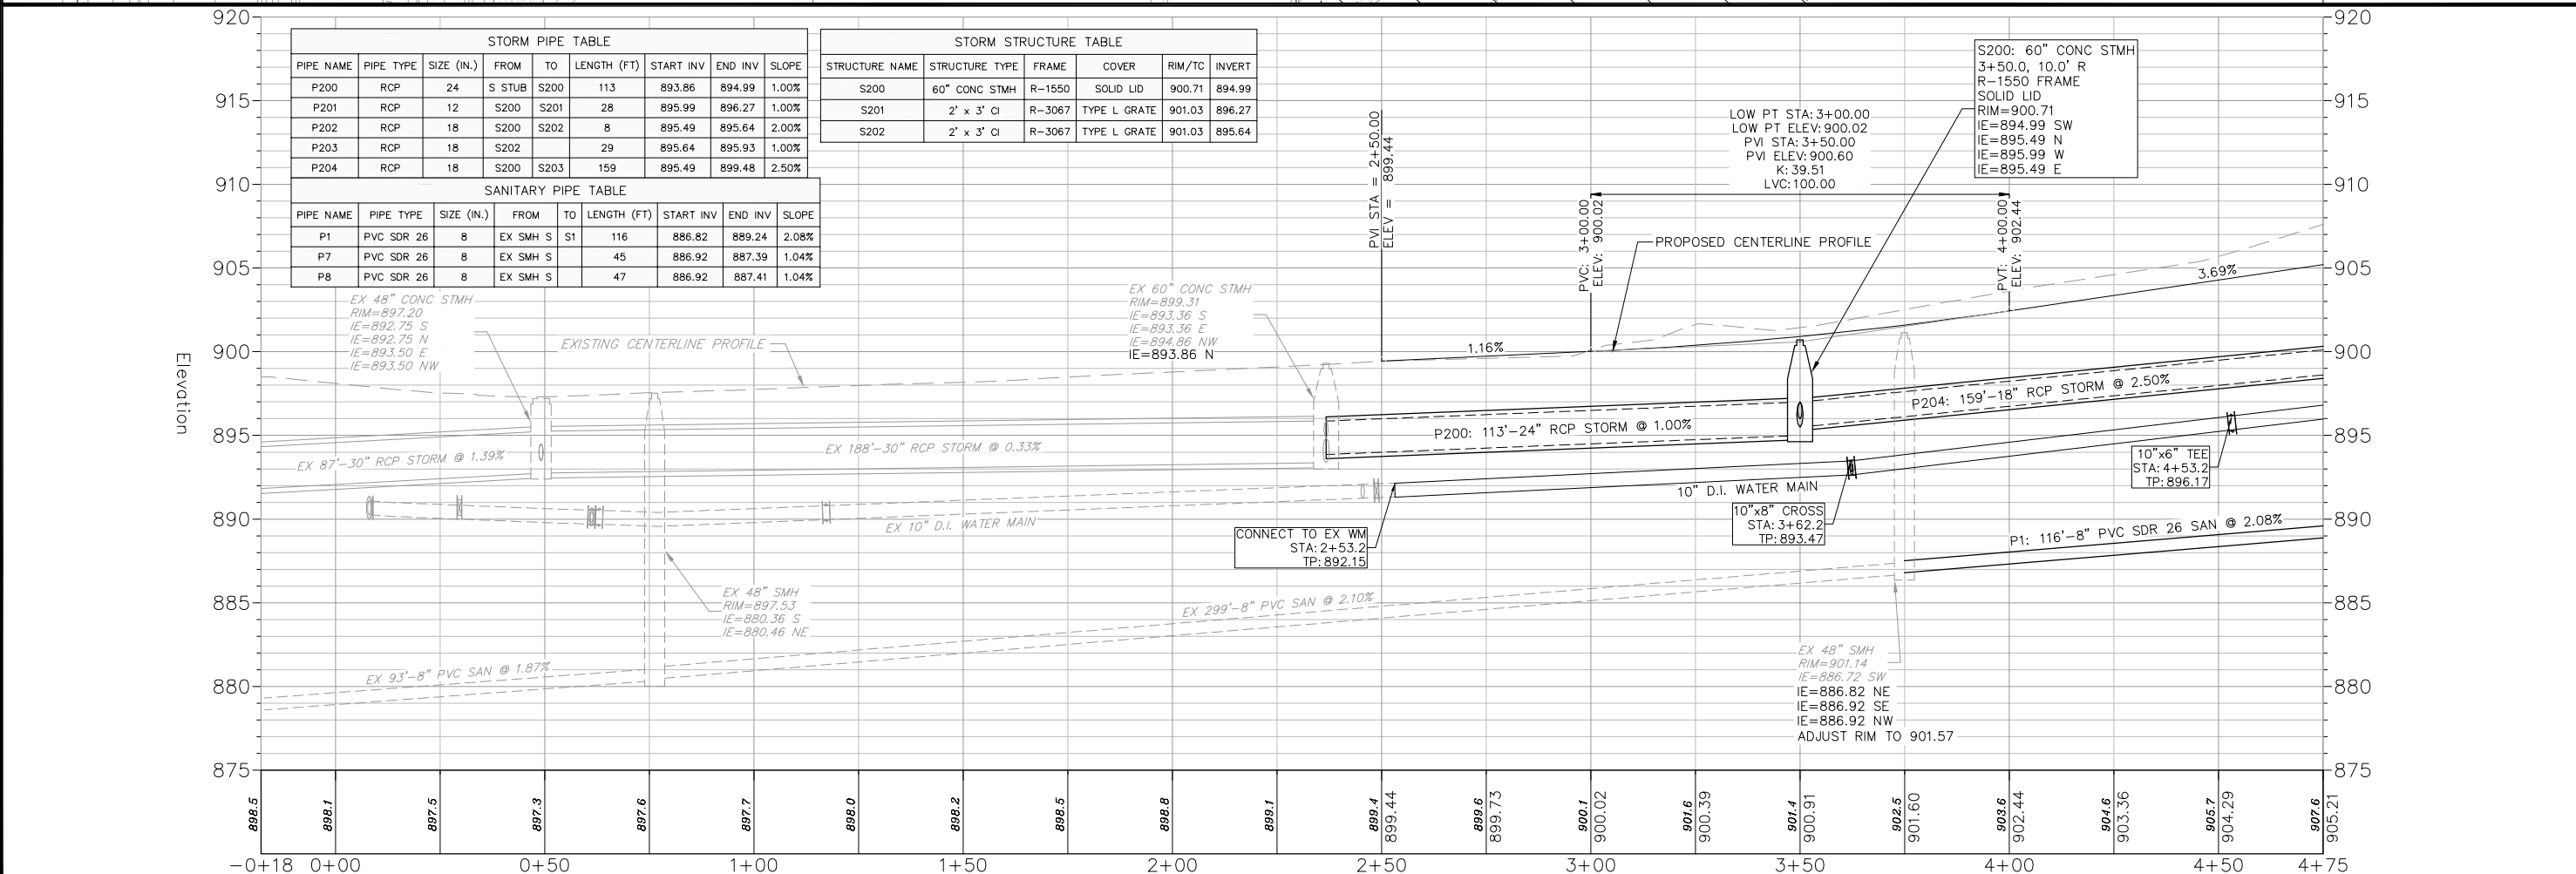 STORM PIPE TABLE
PIPE NAME PIPE TYPE SIZE (IN.) FROM TO LENGTH (FT) START INV END INV SLOPE
P200 RCP 24 S STUB S200 113 893.86 894.99 1.00%
P201 RCP 12 S200 S201 28 895.99 896.27 1.00%
P202 RCP 18 S200 S202 8 895.49 895.64 2.00%
P203 RCP 18 S202 29 895.64 895.93 1.00%
P204 RCP 18 S200 S203 159 895.49 899.48 2.50%
SANITARY PIPE TABLE
PIPE NAME PIPE TYPE SIZE (IN.) FROM TO LENGTH (FT) START INV END INV SLOPE
P1 PVC SDR 26 8 EX SMH S S1 116 886.82 889.24 2.08%
P7 PVC SDR 26 8 EX SMH S 45 886.92 887.39 1.04%
P8 PVC SDR 26 8 EX SMH S 47 886.92 887.41 1.04%
STORM STRUCTURE TABLE
STRUCTURE NAME STRUCTURE TYPE FRAME COVER RIM/TC INVERT
S200 60" CONC STMH R-1550 SOLID LID 900.71 894.99
S201 2' x 3' CI R-3067 TYPE L GRATE 901.03 896.27
S202 2' x 3' CI R-3067 TYPE L GRATE 901.03 895.64
S200: 60" CONC STMH
3+50.0, 10.0' R
R-1550 FRAME
SOLID LID
RIM=900.71
IE=894.99 SW
IE=895.49 N
IE=895.99 W
IE=895.49 E
LOW PT STA: 3+00.00
LOW PT ELEV: 900.02
PVI STA: 3+50.00
PVI ELEV: 900.60
K: 39.51
LVC: 100.00
PVI STA = 2+50.00
ELEV = 899.44
PVC: 3+00.00
ELEV: 900.02
PVT: 4+00.00
ELEV: 902.44
PROPOSED CENTERLINE PROFILE
3.69%
1.16%
EX 48" CONC STMH
RIM=897.20
IE=892.75 S
IE=892.75 N
IE=893.50 E
IE=893.50 NW
EXISTING CENTERLINE PROFILE
EX 60" CONC STMH
RIM=899.31
IE=893.36 S
IE=893.36 E
IE=894.86 NW
IE=893.86 N
EX 87'-30" RCP STORM @ 1.39%
EX 188'-30" RCP STORM @ 0.33%
P200: 113'-24" RCP STORM @ 1.00%
P204: 159'-18" RCP STORM @ 2.50%
10"x6" TEE
STA: 4+53.2
TP: 896.17
10" D.I. WATER MAIN
EX 10" D.I. WATER MAIN
10"x8" CROSS
STA: 3+62.2
TP: 893.47
CONNECT TO EX WM
STA: 2+53.2
TP: 892.15
P1: 116'-8" PVC SDR 26 SAN @ 2.08%
EX 48" SMH
RIM=897.53
IE=880.36 S
IE=880.46 NE
EX 299'-8" PVC SAN @ 2.10%
EX 93'-8" PVC SAN @ 1.87%
EX 48" SMH
RIM=901.14
IE=886.72 SW
IE=886.82 NE
IE=886.92 SE
IE=886.92 NW
ADJUST RIM TO 901.57
Elevation
920
915
910
905
900
895
890
885
880
875
920
915
910
905
900
895
890
885
880
875
898.5
898.1
897.5
897.3
897.6
897.7
898.0
898.2
898.5
898.8
899.1
899.4
899.44
899.6
899.73
900.1
900.02
901.6
900.39
901.4
900.91
902.5
901.60
903.6
902.44
904.6
903.36
905.7
904.29
907.6
905.21
-0+18 0+00 0+50 1+00 1+50 2+00 2+50 3+00 3+50 4+00 4+50 4+75